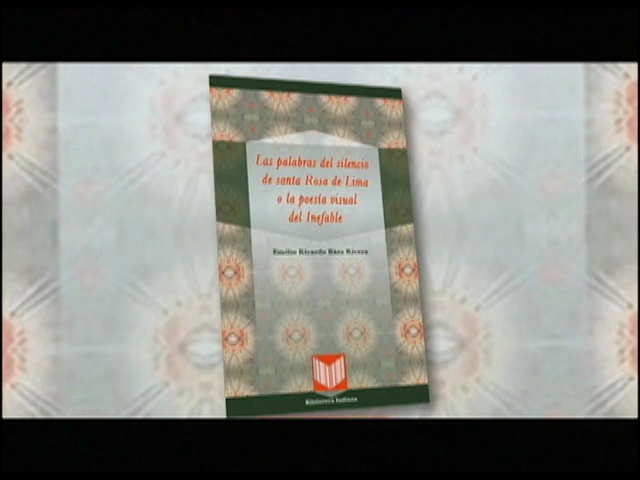 Las palabras del silencio
de santa Rosa de Lima
o la poesía visual
del Inefable
Emilio Ricardo Báez Rivera
Biblioteca Indiana